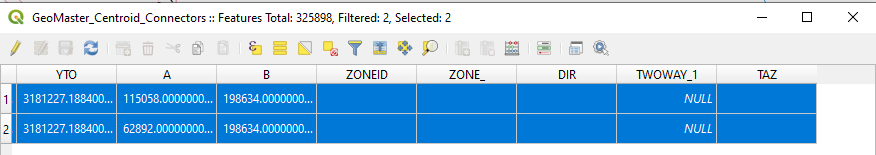 GeoMaster_Centroid_Connectors :: Features Total: 325898, Filtered: 2, Selected: 2
YTO A B ZONEID ZONE_ DIR TWOWAY_1 TAZ
1 3181227.188400... 115058.0000000... 198634.0000000... NULL
2 3181227.188400... 62892.00000000... 198634.0000000... NULL